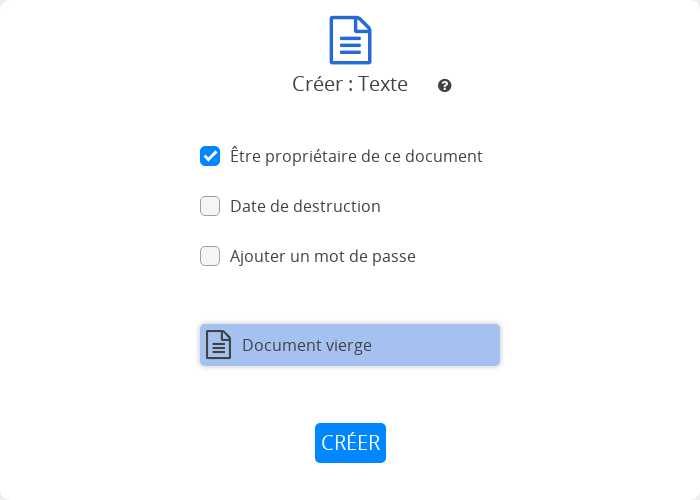 Créer : Texte
Être propriétaire de ce document
Date de destruction
Ajouter un mot de passe
Document vierge
CRÉER